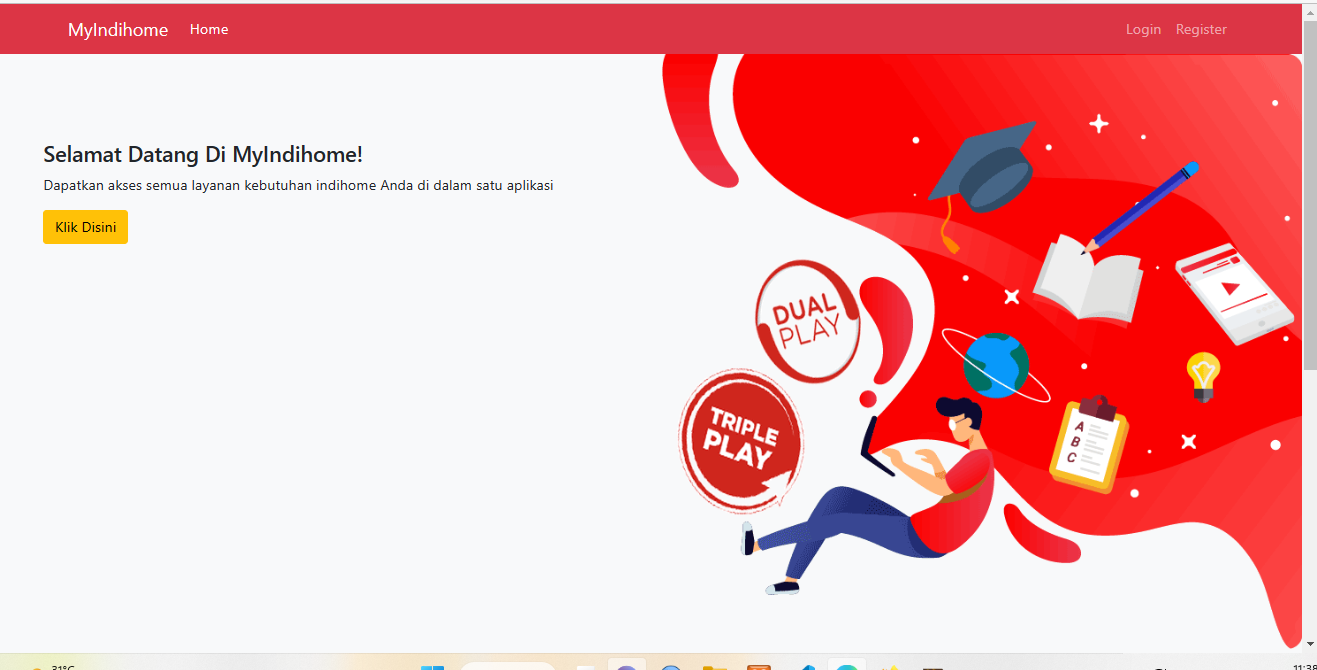 MyIndihome Home Login Register
Selamat Datang Di MyIndihome!
Dapatkan akses semua layanan kebutuhan indihome Anda di dalam satu aplikasi
Klik Disini
DUAL
PLAY
TRIPLE
PLAY
A
B
C
31°C
11:38